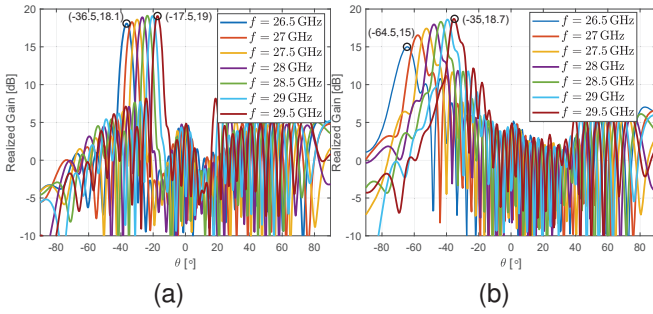 (-36.5,18.1)
(-17.5,19)
f = 26.5 GHz
f = 27 GHz
f = 27.5 GHz
f = 28 GHz
f = 28.5 GHz
f = 29 GHz
f = 29.5 GHz
Realized Gain [dB]
20
15
10
5
0
-5
-10
-80 -60 -40 -20 0 20 40 60 80
θ [°]
(a)
(-35,18.7)
(-64.5,15)
f = 26.5 GHz
f = 27 GHz
f = 27.5 GHz
f = 28 GHz
f = 28.5 GHz
f = 29 GHz
f = 29.5 GHz
Realized Gain [dB]
20
15
10
5
0
-5
-10
-80 -60 -40 -20 0 20 40 60 80
θ [°]
(b)